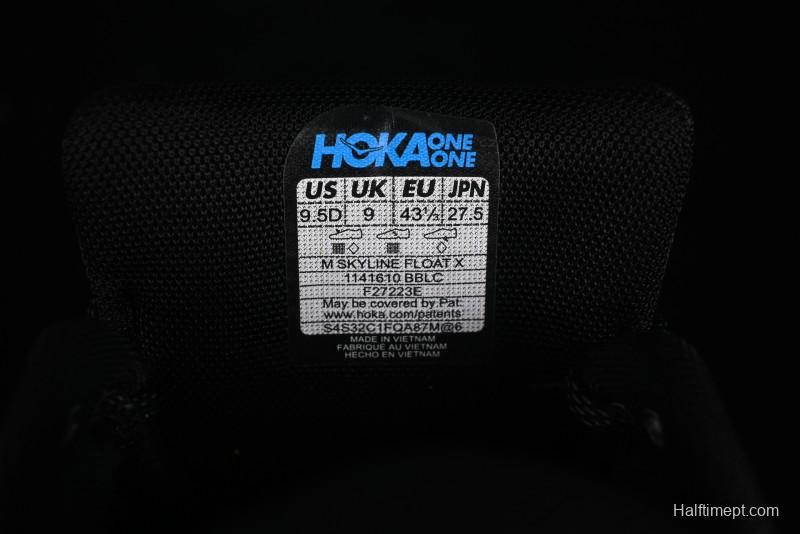 HOKA ONE ONE
US UK EU JPN
9.5D 9 43⅓ 27.5
M SKYLINE FLOAT X
1141610 BBLC
F27223E
May be covered by Pat:
www.hoka.com/patents
S4S32C1FQA87M@6
MADE IN VIETNAM
FABRIQUÉ AU VIETNAM
HECHO EN VIETNAM
Halftimept.com